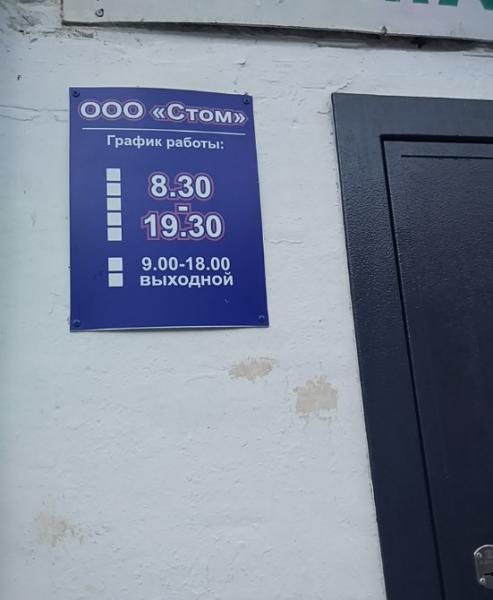 ООО «Стом»
График работы:
8.30
-
19.30
9.00-18.00
выходной